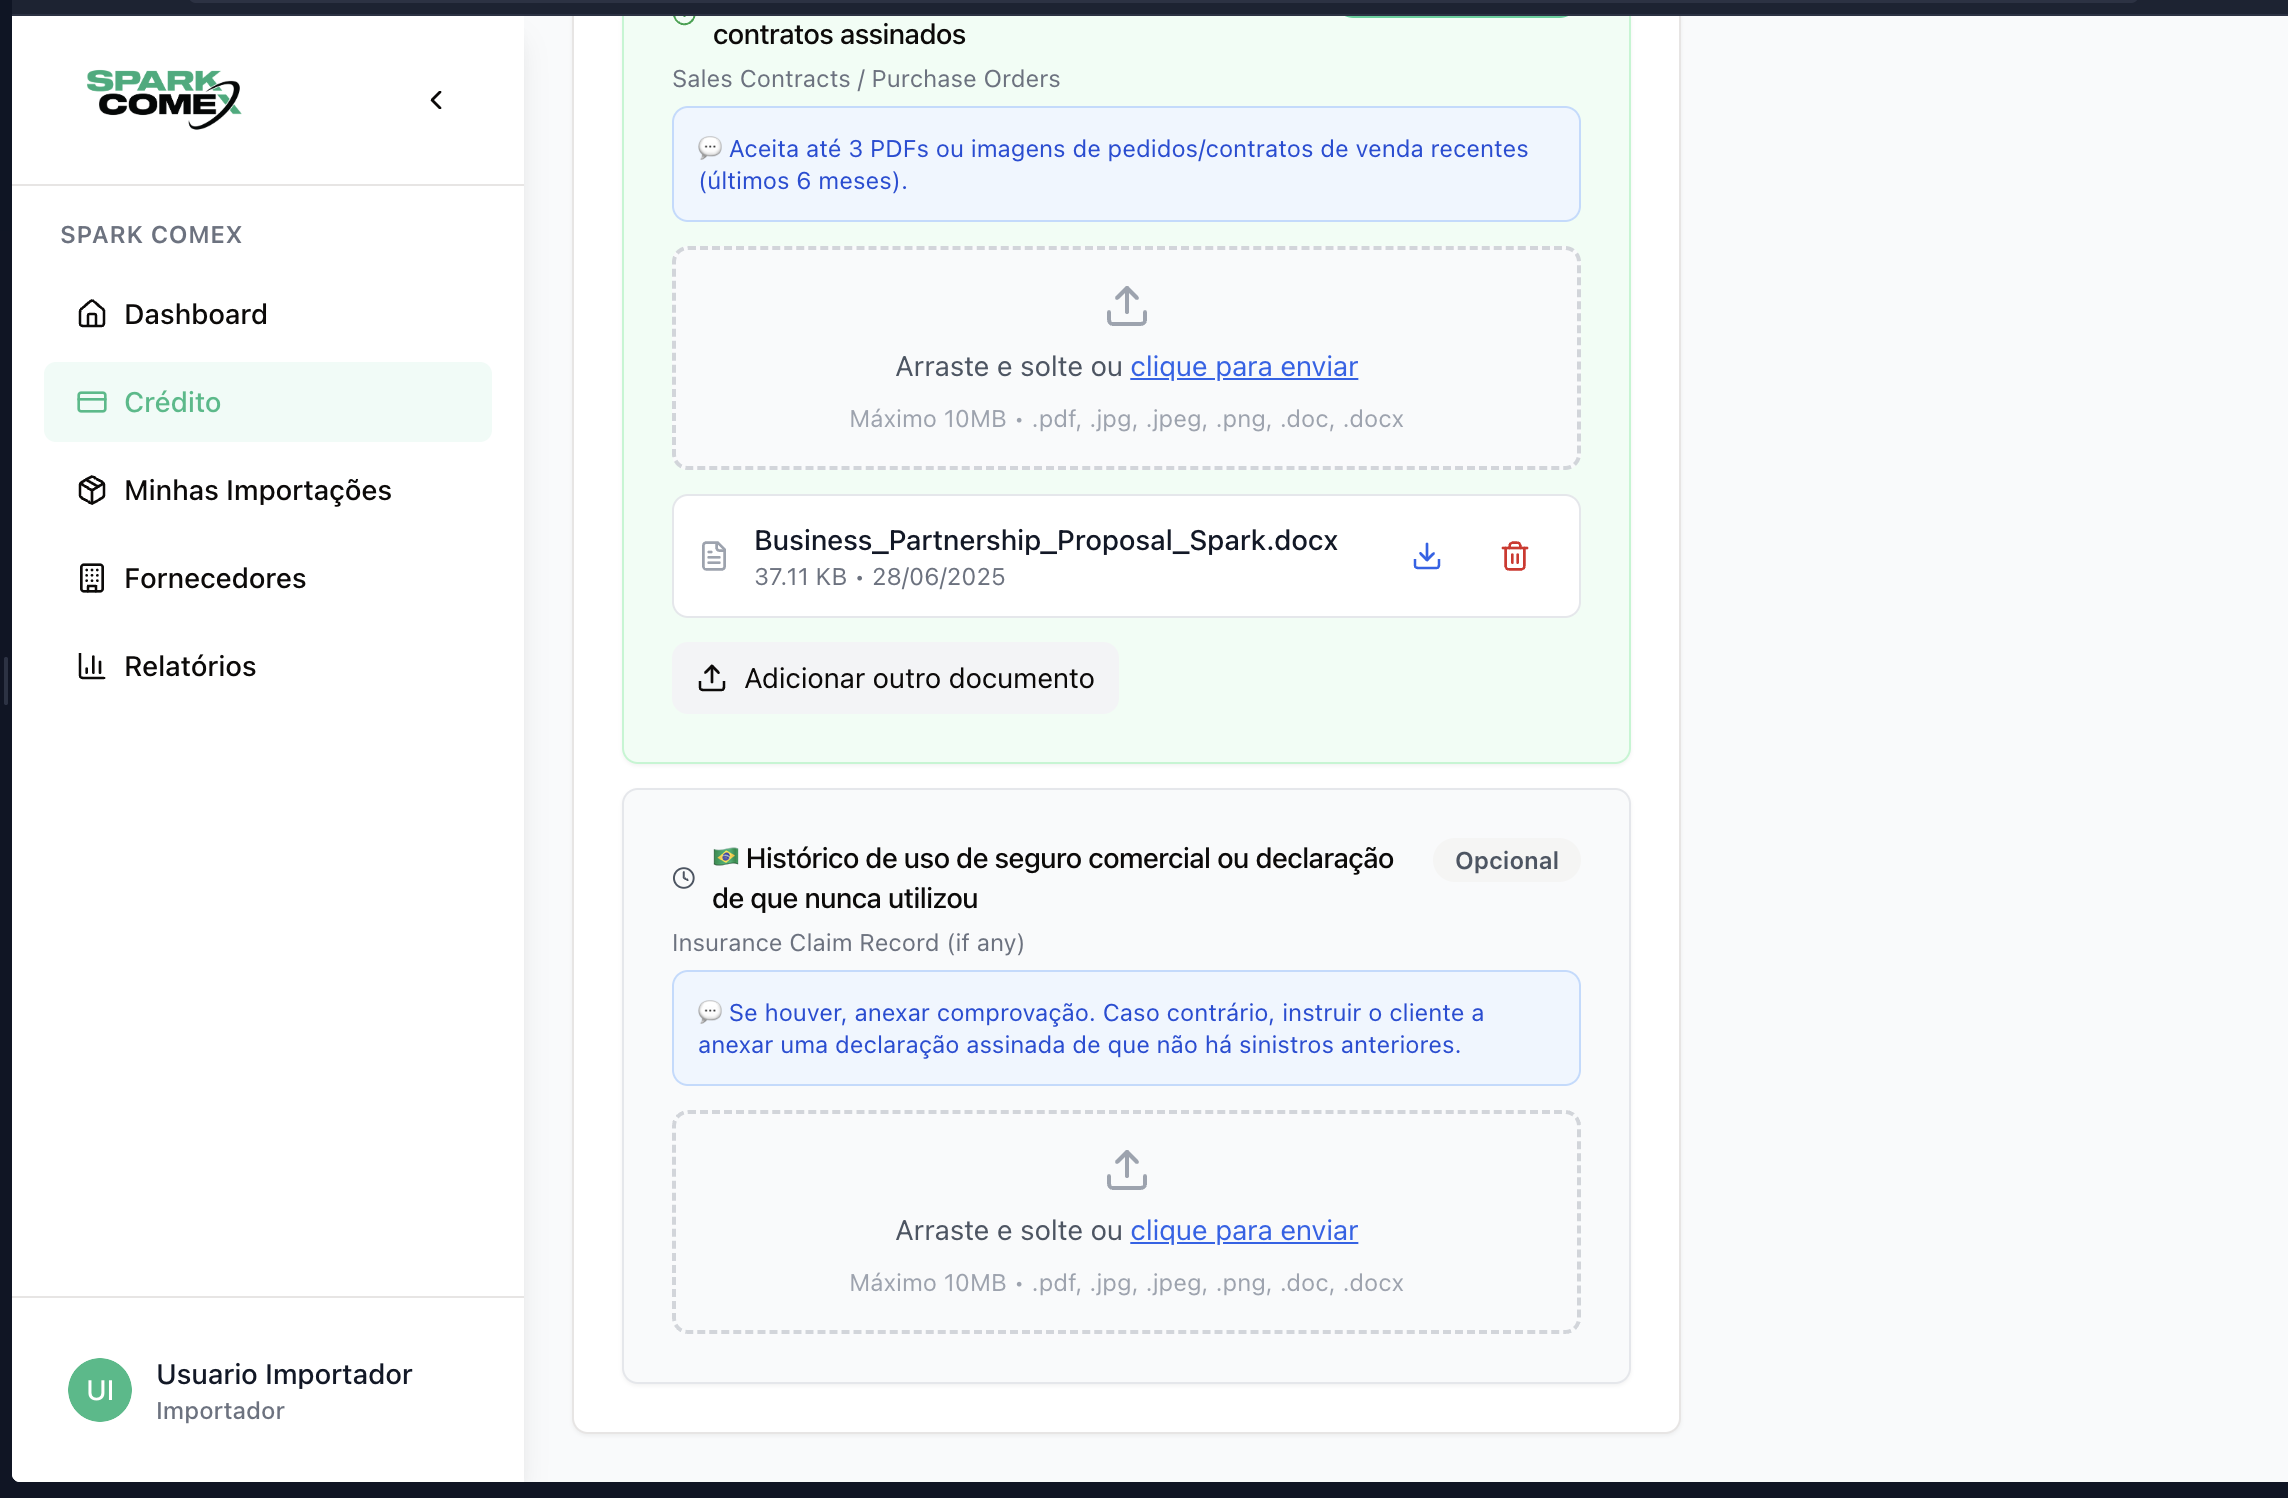 SPARK
COMEX
SPARK COMEX
Dashboard
Crédito
Minhas Importações
Fornecedores
Relatórios
UI
Usuario Importador
Importador
contratos assinados
Sales Contracts / Purchase Orders
💬 Aceita até 3 PDFs ou imagens de pedidos/contratos de venda recentes
(últimos 6 meses).
Arraste e solte ou clique para enviar
Máximo 10MB • .pdf, .jpg, .jpeg, .png, .doc, .docx
Business_Partnership_Proposal_Spark.docx
37.11 KB • 28/06/2025
Adicionar outro documento
🇧🇷 Histórico de uso de seguro comercial ou declaração
de que nunca utilizou
Opcional
Insurance Claim Record (if any)
💬 Se houver, anexar comprovação. Caso contrário, instruir o cliente a
anexar uma declaração assinada de que não há sinistros anteriores.
Arraste e solte ou clique para enviar
Máximo 10MB • .pdf, .jpg, .jpeg, .png, .doc, .docx